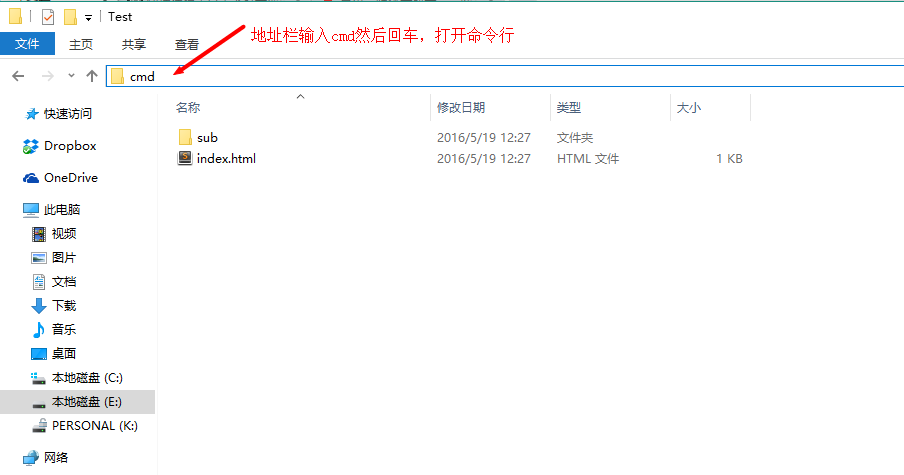 Test
文件 主页 共享 查看
地址栏输入cmd然后回车，打开命令行
cmd
名称 修改日期 类型 大小
sub 2016/5/19 12:27 文件夹
index.html 2016/5/19 12:27 HTML 文件 1 KB
快速访问
Dropbox
OneDrive
此电脑
视频
图片
文档
下载
音乐
桌面
本地磁盘 (C:)
本地磁盘 (E:)
PERSONAL (K:)
网络